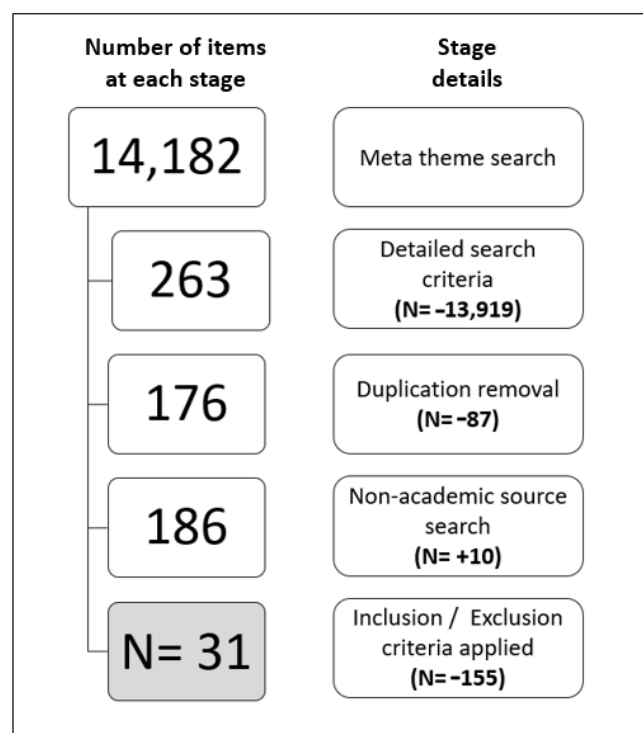 Number of items
at each stage
Stage
details
14,182
Meta theme search
263
Detailed search
criteria
(N= –13,919)
176
Duplication removal
(N= –87)
186
Non-academic source
search
(N= +10)
N= 31
Inclusion / Exclusion
criteria applied
(N= –155)